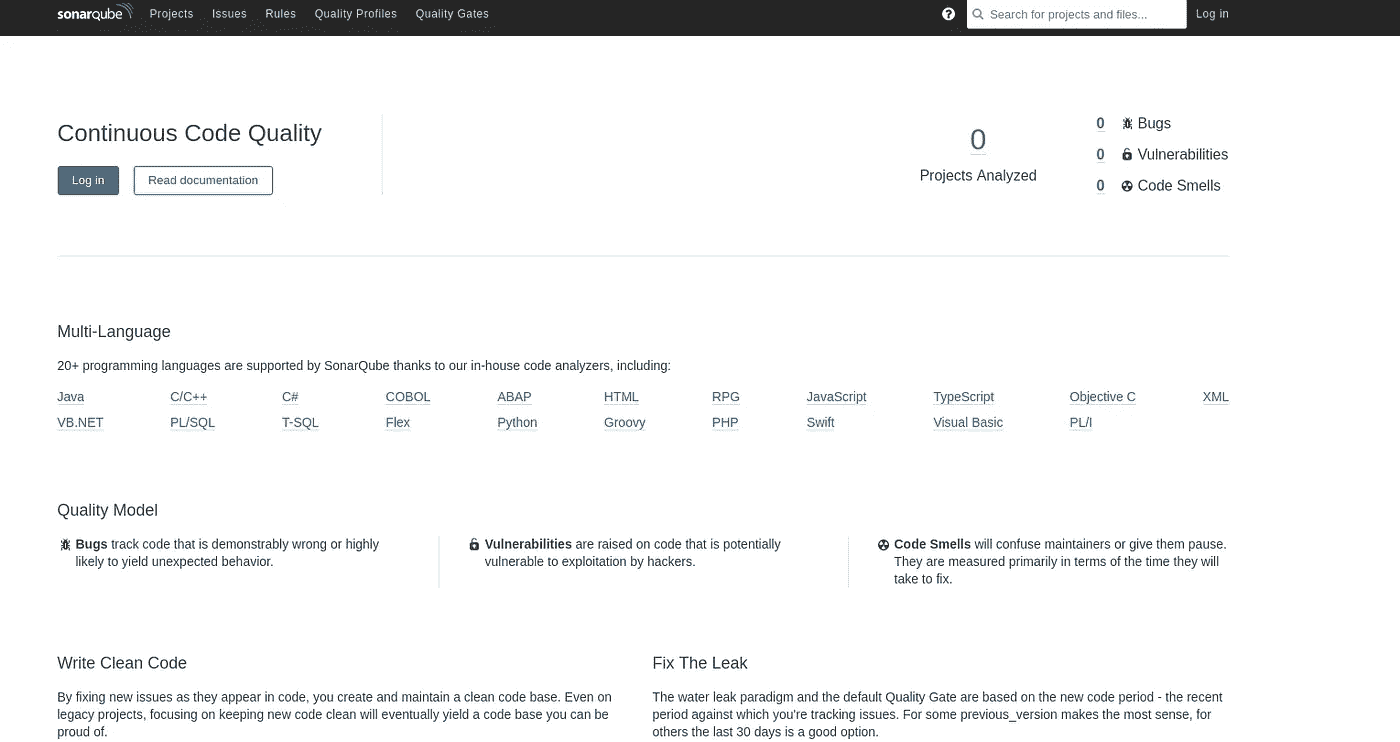 sonarqube Projects Issues Rules Quality Profiles Quality Gates ? Search for projects and files... Log in
Continuous Code Quality
Log in Read documentation
0
Projects Analyzed
0 Bugs
0 Vulnerabilities
0 Code Smells
Multi-Language
20+ programming languages are supported by SonarQube thanks to our in-house code analyzers, including:
Java C/C++ C# COBOL ABAP HTML RPG JavaScript TypeScript Objective C XML
VB.NET PL/SQL T-SQL Flex Python Groovy PHP Swift Visual Basic PL/I
Quality Model
Bugs track code that is demonstrably wrong or highly
likely to yield unexpected behavior.
Vulnerabilities are raised on code that is potentially
vulnerable to exploitation by hackers.
Code Smells will confuse maintainers or give them pause.
They are measured primarily in terms of the time they will
take to fix.
Write Clean Code
By fixing new issues as they appear in code, you create and maintain a clean code base. Even on
legacy projects, focusing on keeping new code clean will eventually yield a code base you can be
proud of.
Fix The Leak
The water leak paradigm and the default Quality Gate are based on the new code period - the recent
period against which you're tracking issues. For some previous_version makes the most sense, for
others the last 30 days is a good option.